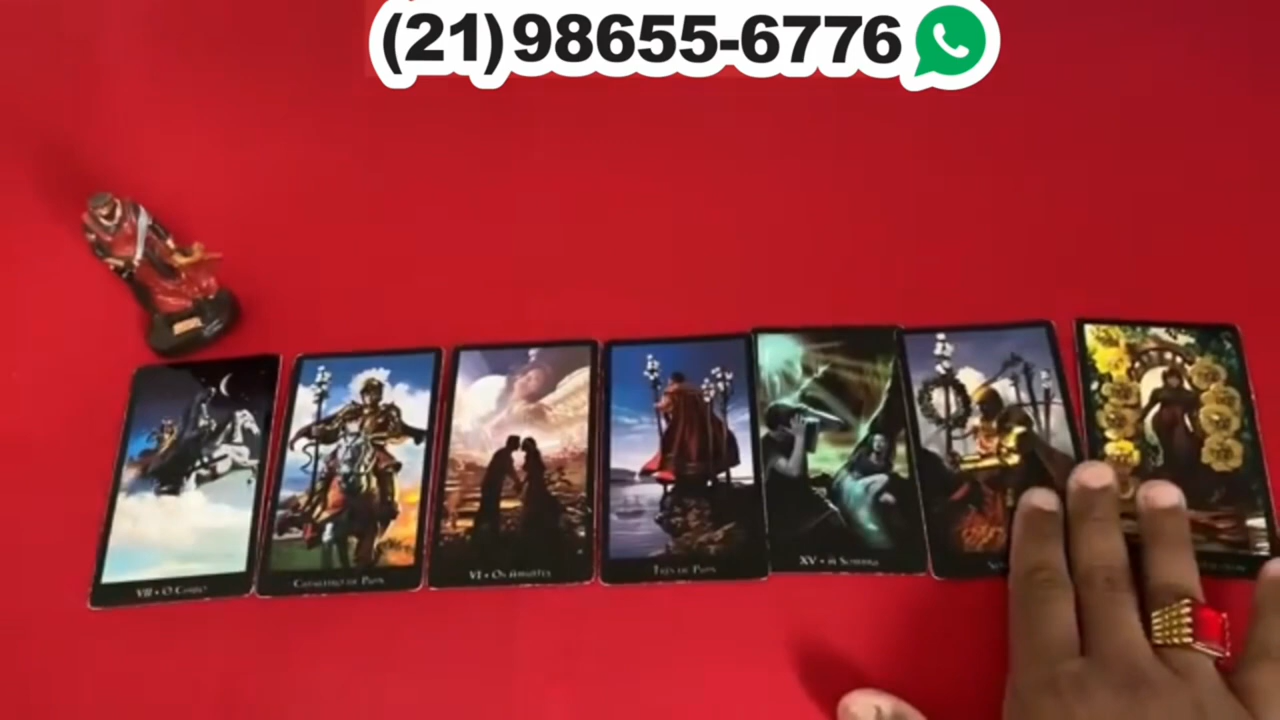 (21)98655-6776
VII • O Carro
Cavaleiro de Paus
VI • Os Amantes
Três de Paus
XV • A Sombra